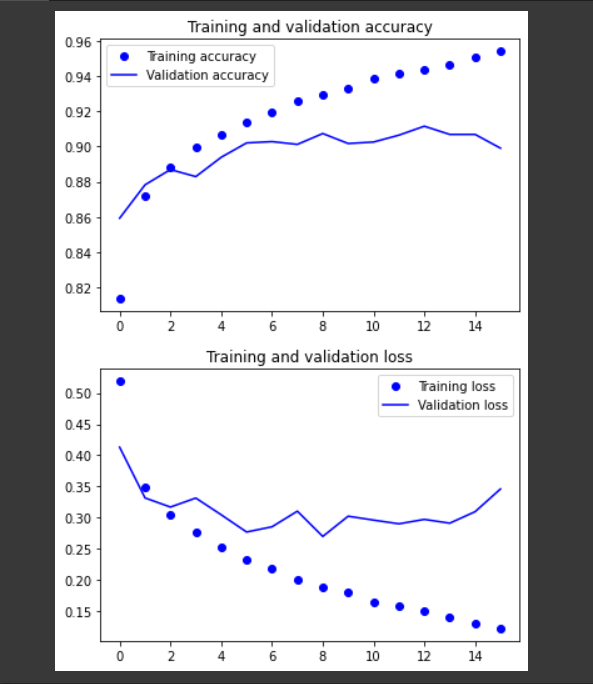 Training and validation accuracy
0.96
Training accuracy
0.94
Validation accuracy
0.92
0.90
0.88
0.86
0.84
0.82
0 2 4 6 8 10 12 14
Training and validation loss
0.50
Training loss
Validation loss
0.45
0.40
0.35
0.30
0.25
0.20
0.15
0 2 4 6 8 10 12 14